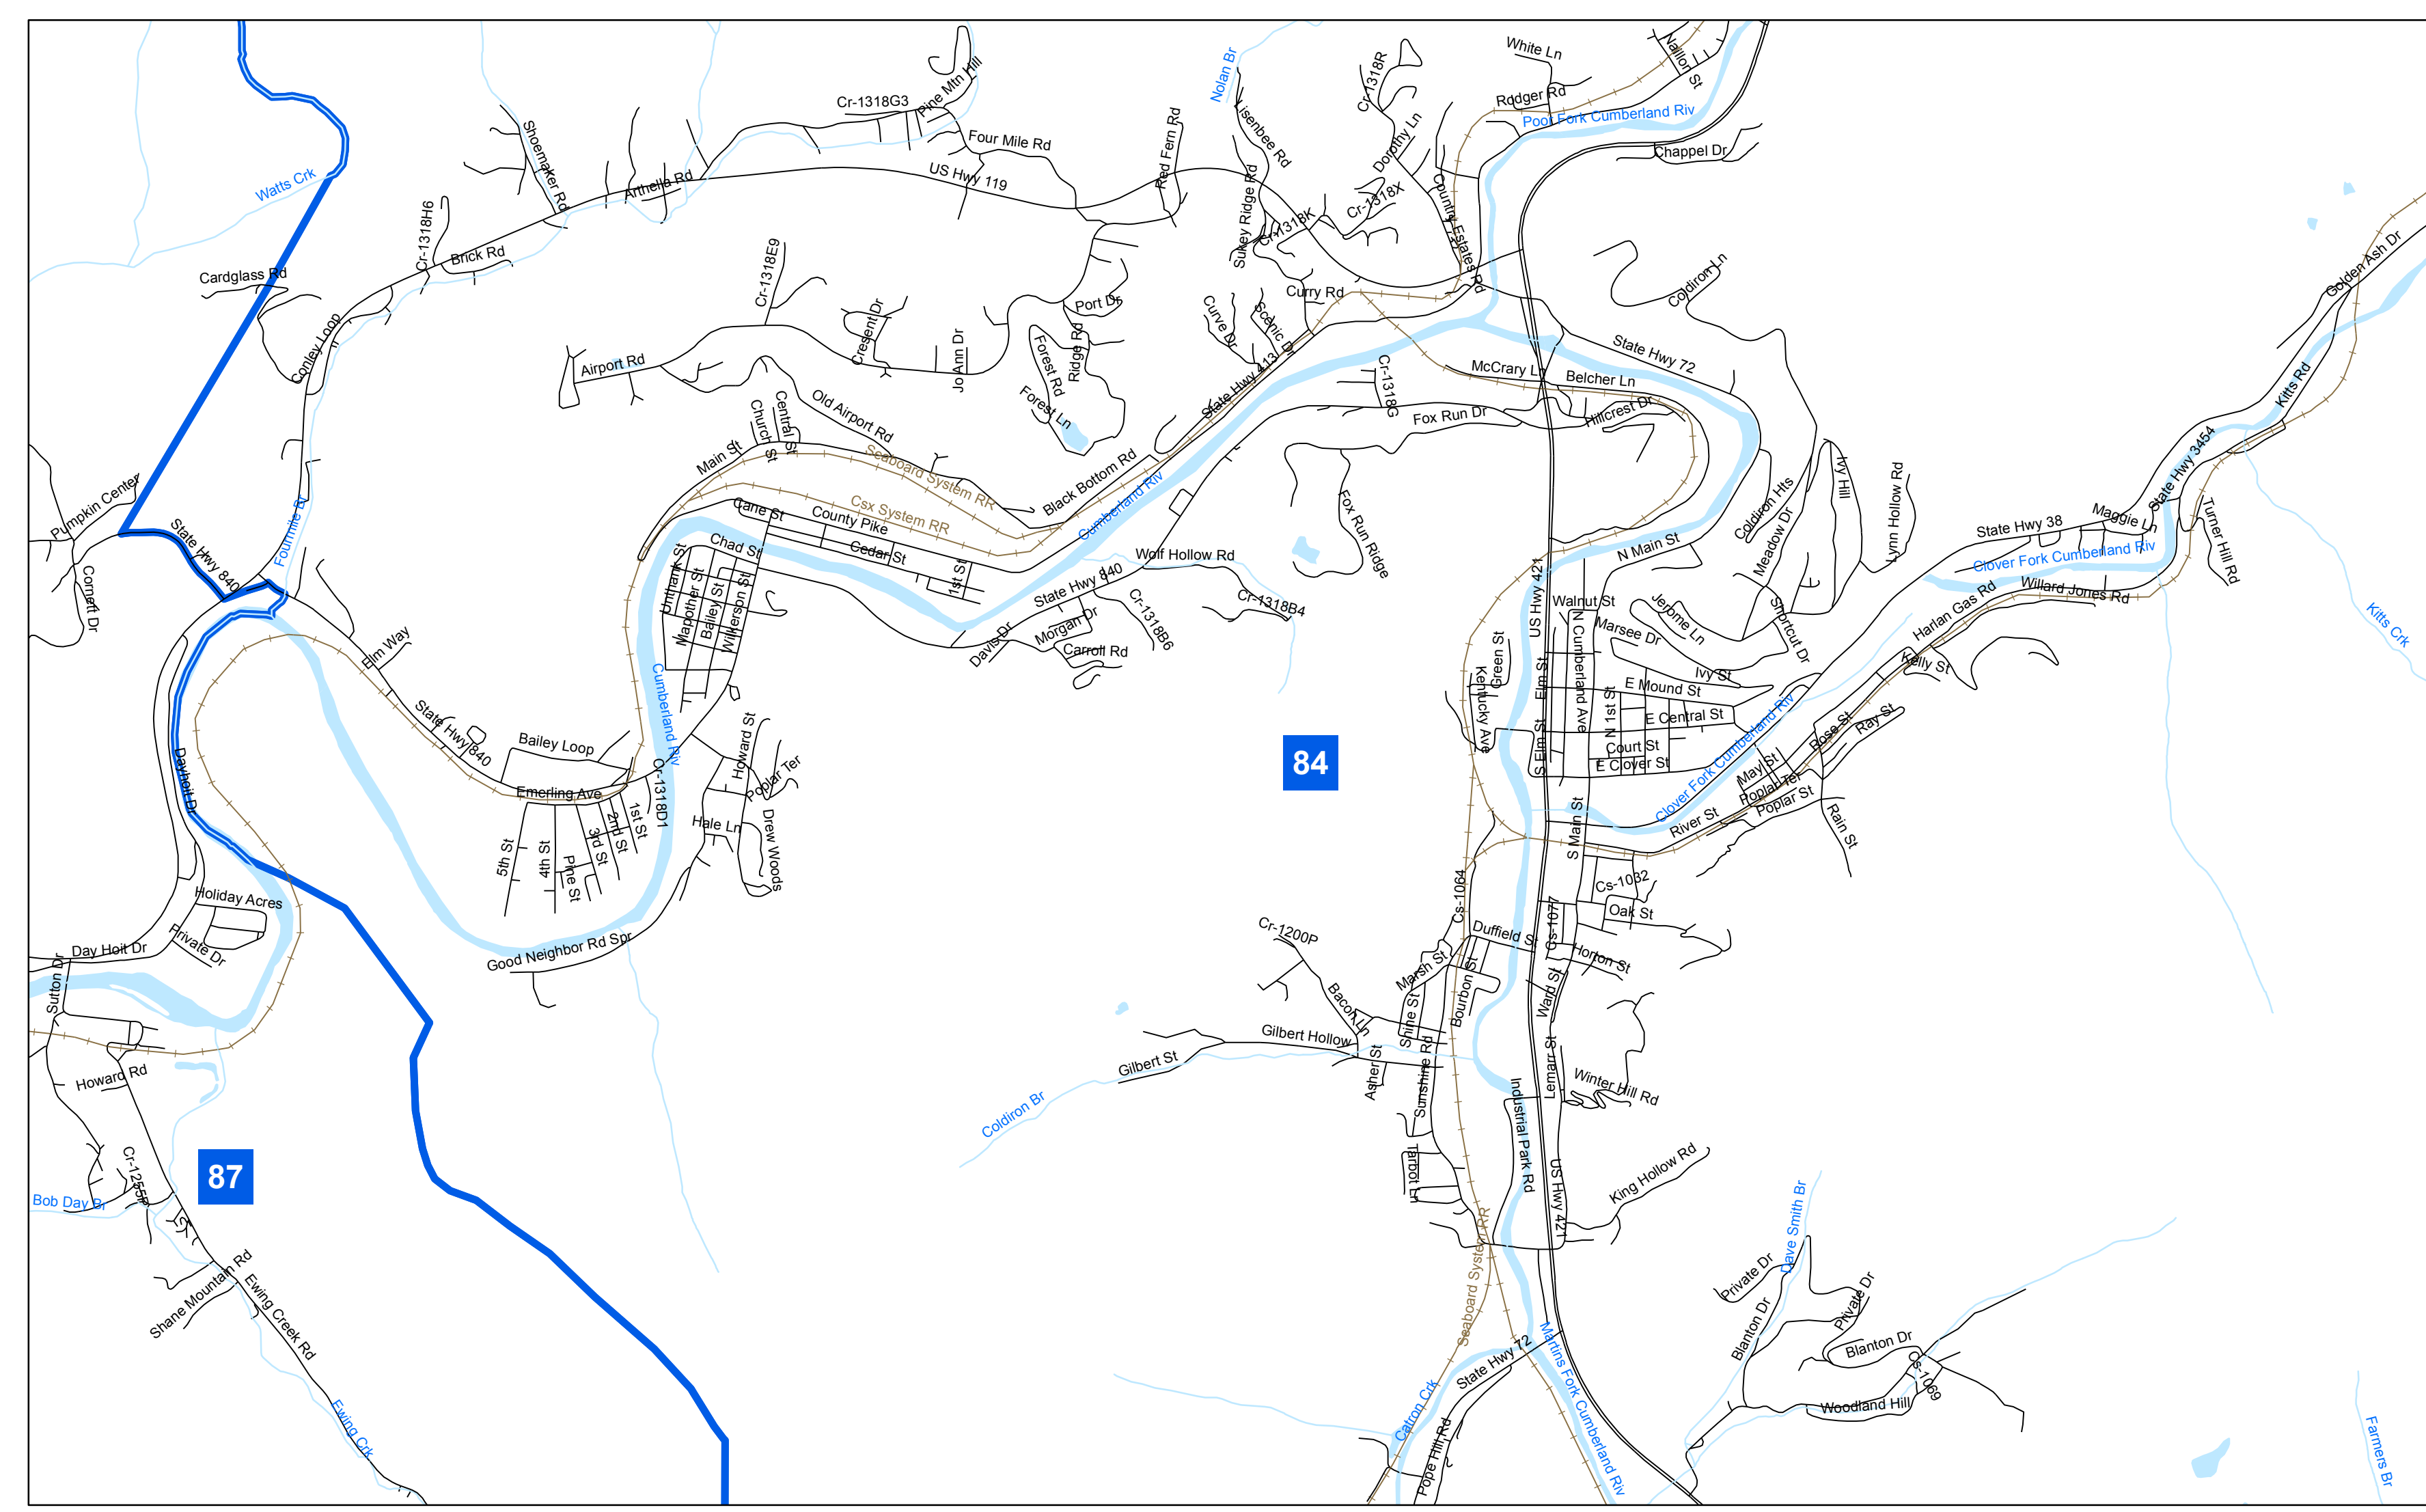 White Ln
Naillon St
Nolan Br
Cr-1318R
Pine Mtn Hill
Cr-1318G3
Rodger Rd
Poor Fork Cumberland Riv
Lisenbee Rd
Shoemaker Rd
Four Mile Rd
Dorothy Ln
Chappel Dr
Red Fern Rd
US Hwy 119
Watts Crk
Arthella Rd
Cr-1318X
Country Estates Rd
Sukey Ridge Rd
Cr-1318K
Cr-1318H6
Brick Rd
Cardglass Rd
Cr-1318E9
Coldiron Ln
Golden Ash Dr
Curry Rd
Port Dr
Curve Dr
Scenic Dr
Cresent Dr
Jo Ann Dr
Forest Rd
Ridge Rd
Conley Loop
Airport Rd
State Hwy 413
Cr-1318G
McCrary Ln
Belcher Ln
State Hwy 72
Kitts Rd
Forest Ln
Old Airport Rd
Central St
Church St
Main St
Fox Run Dr
Hillcrest Dr
Seaboard System RR
Black Bottom Rd
Cumberland Riv
Csx System RR
Cane St
County Pike
Cedar St
Chad St
1st St
Fox Run Ridge
Coldiron Hts
Meadow Dr
Ivy Hill
Lynn Hollow Rd
State Hwy 38
Maggie Ln
State Hwy 3454
Turner Hill Rd
Clover Fork Cumberland Riv
Willard Jones Rd
Harlan Gas Rd
Kitts Crk
Pumpkin Center
State Hwy 840
Fourmile Br
Cornett Dr
Wolf Hollow Rd
State Hwy 840
Cr-1318B4
Cr-1318B6
Morgan Dr
Davis Dr
Carroll Rd
N Main St
US Hwy 421
Walnut St
Jerome Ln
Marsee Dr
Shortcut Dr
Unthank St
Mapother St
Bailey St
Wilkerson St
Elm Way
Green St
Kentucky Ave
Elm St
N Cumberland Ave
Ivy St
E Mound St
N 1st St
E Central St
Kelly St
Court St
E Clover St
S Elm St
Clover Fork Cumberland Riv
Rose St
Ray St
May St
Poplar Ter
Poplar St
River St
Rain St
Cumberland Riv
State Hwy 840
Bailey Loop
Howard St
Poplar Ter
84
Dayhoit Dr
Emerling Ave
Cr-1318D1
1st St
2nd St
3rd St
Pine St
4th St
5th St
Hale Ln
Drew Woods
S Main St
Holiday Acres
Private Dr
Day Hoit Dr
Sutton Dr
Good Neighbor Rd Spr
Cs-1064
Cs-1032
Cs-1077
Oak St
Duffield St
Horton St
Cr-1200P
Marsh St
Bourbon St
Ward St
Bacon Ln
Shine St
Gilbert Hollow
Gilbert St
Asher St
Sunshine Rd
Lemarr St
Winter Hill Rd
Industrial Park Rd
Howard Rd
Coldiron Br
Tarbot Ln
US Hwy 421
King Hollow Rd
Cr-1255P
87
Bob Day Br
Shane Mountain Rd
Ewing Creek Rd
Ewing Crk
Seaboard System RR
Dave Smith Br
Private Dr
Private Dr
Blanton Dr
Blanton Dr
Cs-1069
Woodland Hill
State Hwy 72
Martins Fork Cumberland Riv
Catron Crk
Pope Hill Rd
Farmers Br